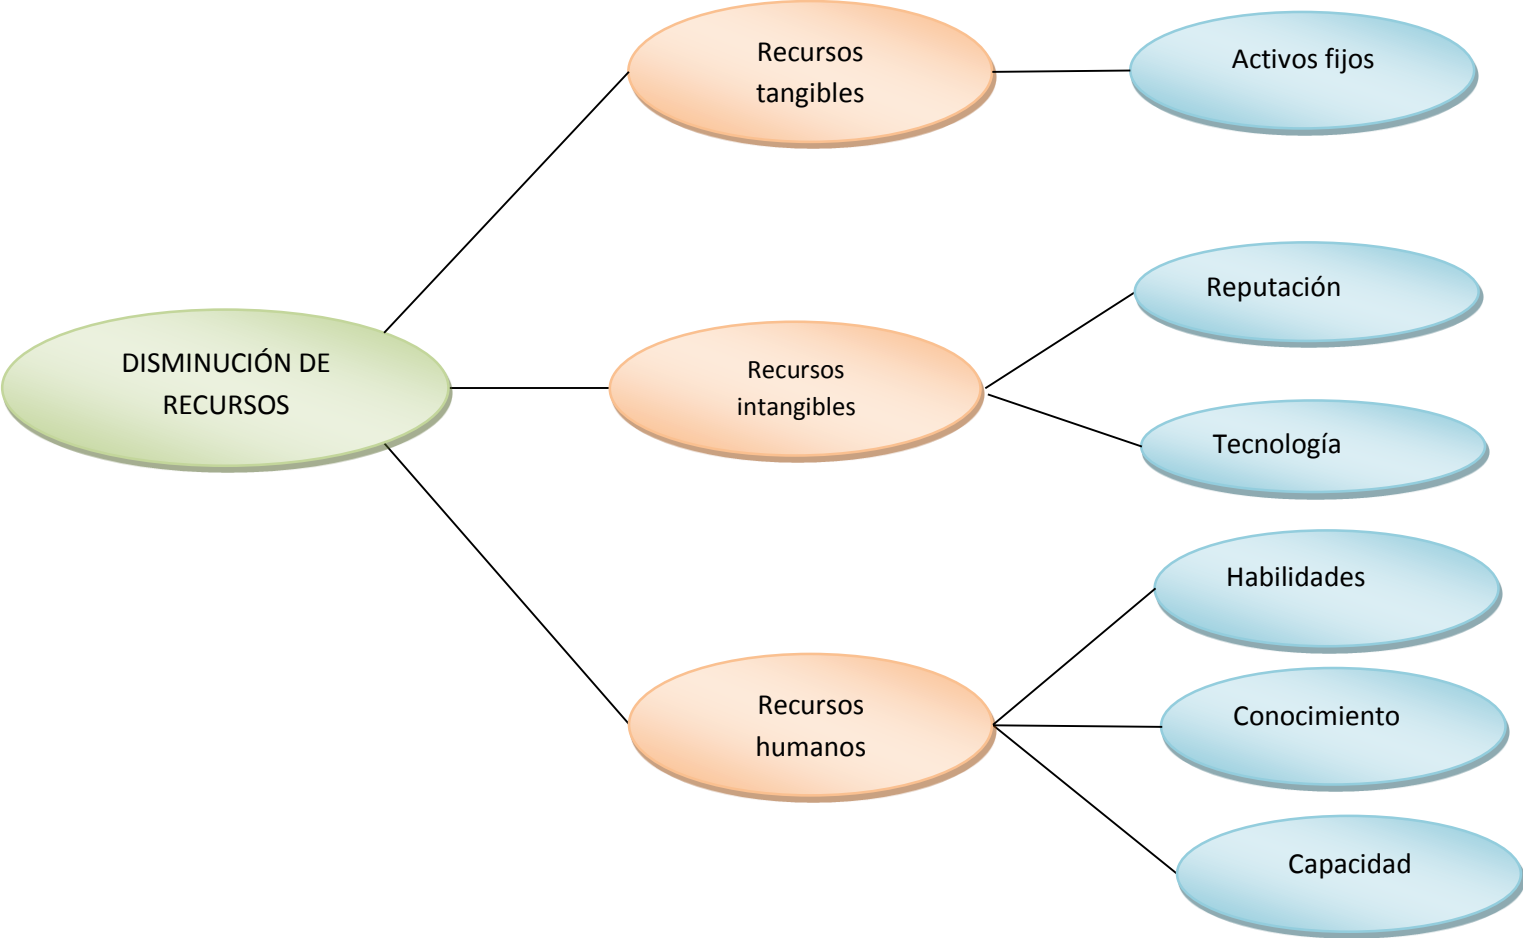 Recursos
tangibles
Activos fijos
Reputación
DISMINUCIÓN DE
RECURSOS
Recursos
intangibles
Tecnología
Habilidades
Recursos
humanos
Conocimiento
Capacidad